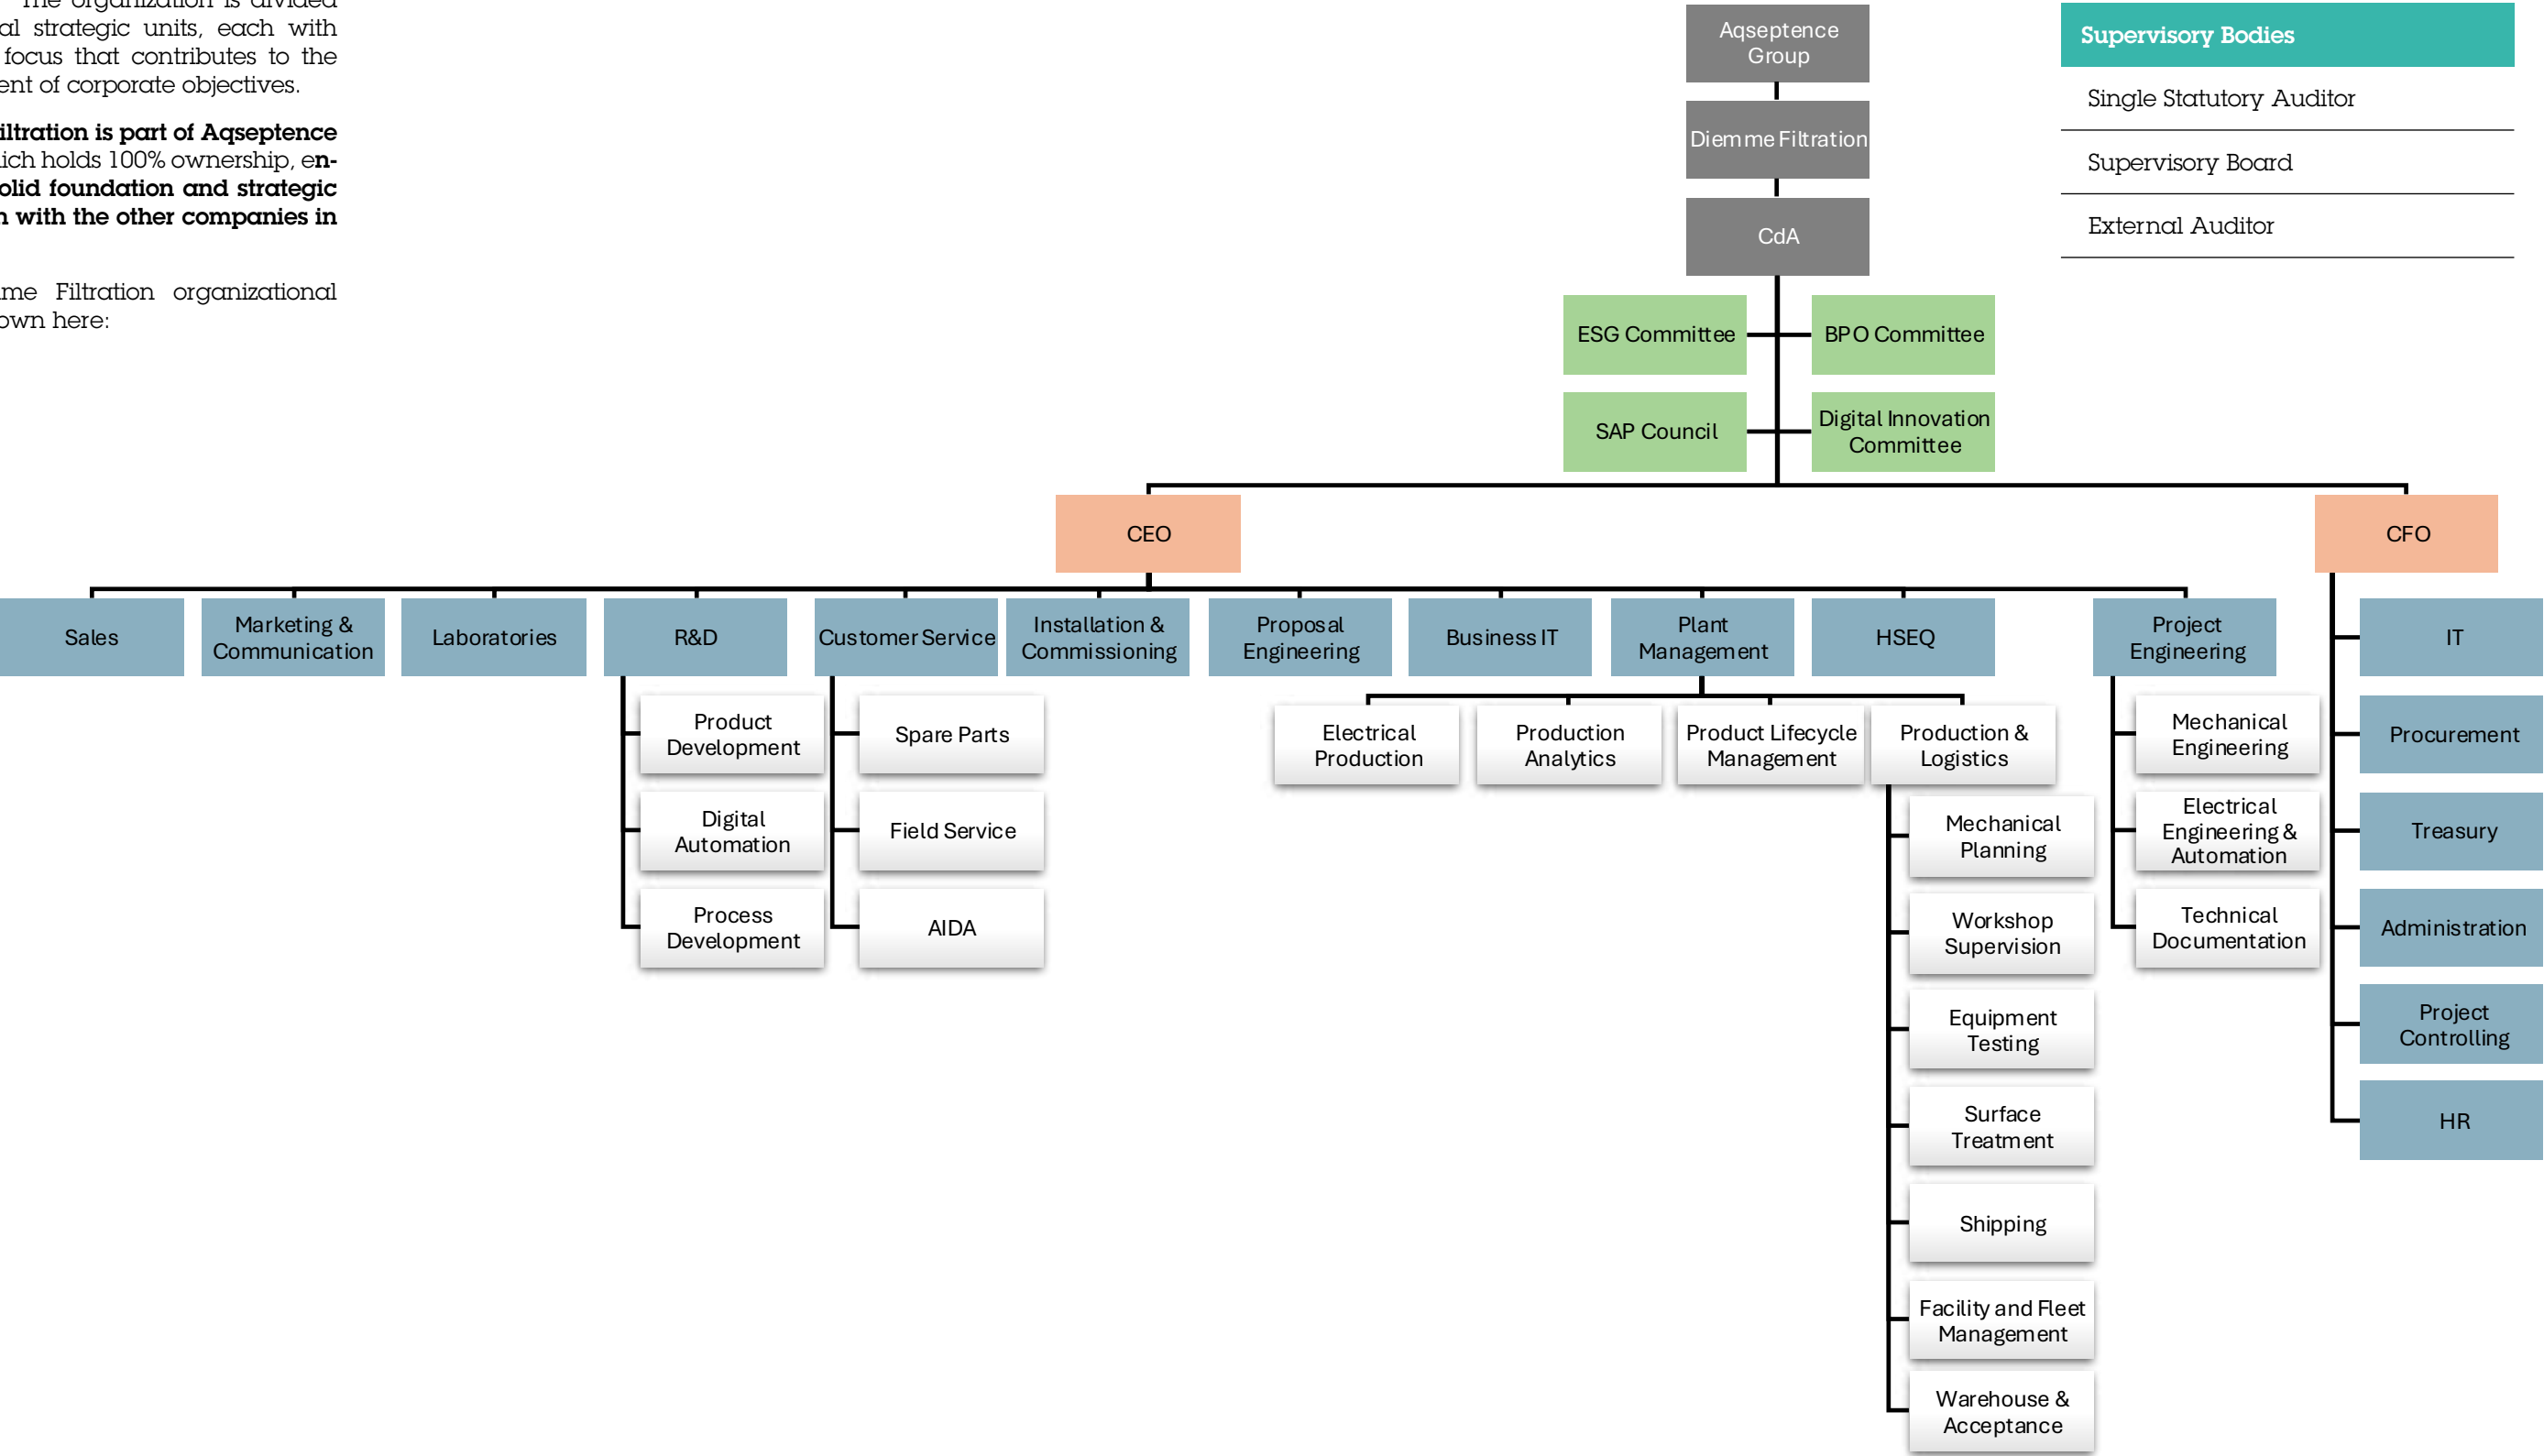 The organization is divided
al strategic units, each with
focus that contributes to the
ent of corporate objectives.
iltration is part of Aqseptence
ich holds 100% ownership, en-
olid foundation and strategic
n with the other companies in
me Filtration organizational
own here:
Aqseptence
Group
Diemme Filtration
CdA
Supervisory Bodies
Single Statutory Auditor
Supervisory Board
External Auditor
ESG Committee
BPO Committee
SAP Council
Digital Innovation
Committee
CEO
CFO
Sales
Marketing &
Communication
Laboratories
R&D
Customer Service
Installation &
Commissioning
Proposal
Engineering
Business IT
Plant
Management
HSEQ
Project
Engineering
IT
Product
Development
Digital
Automation
Process
Development
Spare Parts
Field Service
AIDA
Electrical
Production
Production
Analytics
Product Lifecycle
Management
Production &
Logistics
Mechanical
Planning
Workshop
Supervision
Equipment
Testing
Surface
Treatment
Shipping
Facility and Fleet
Management
Warehouse &
Acceptance
Mechanical
Engineering
Electrical
Engineering &
Automation
Technical
Documentation
Procurement
Treasury
Administration
Project
Controlling
HR